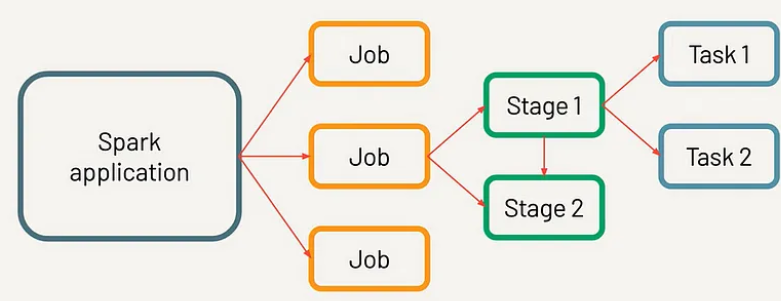 Spark
application
Job
Job
Job
Stage 1
Stage 2
Task 1
Task 2